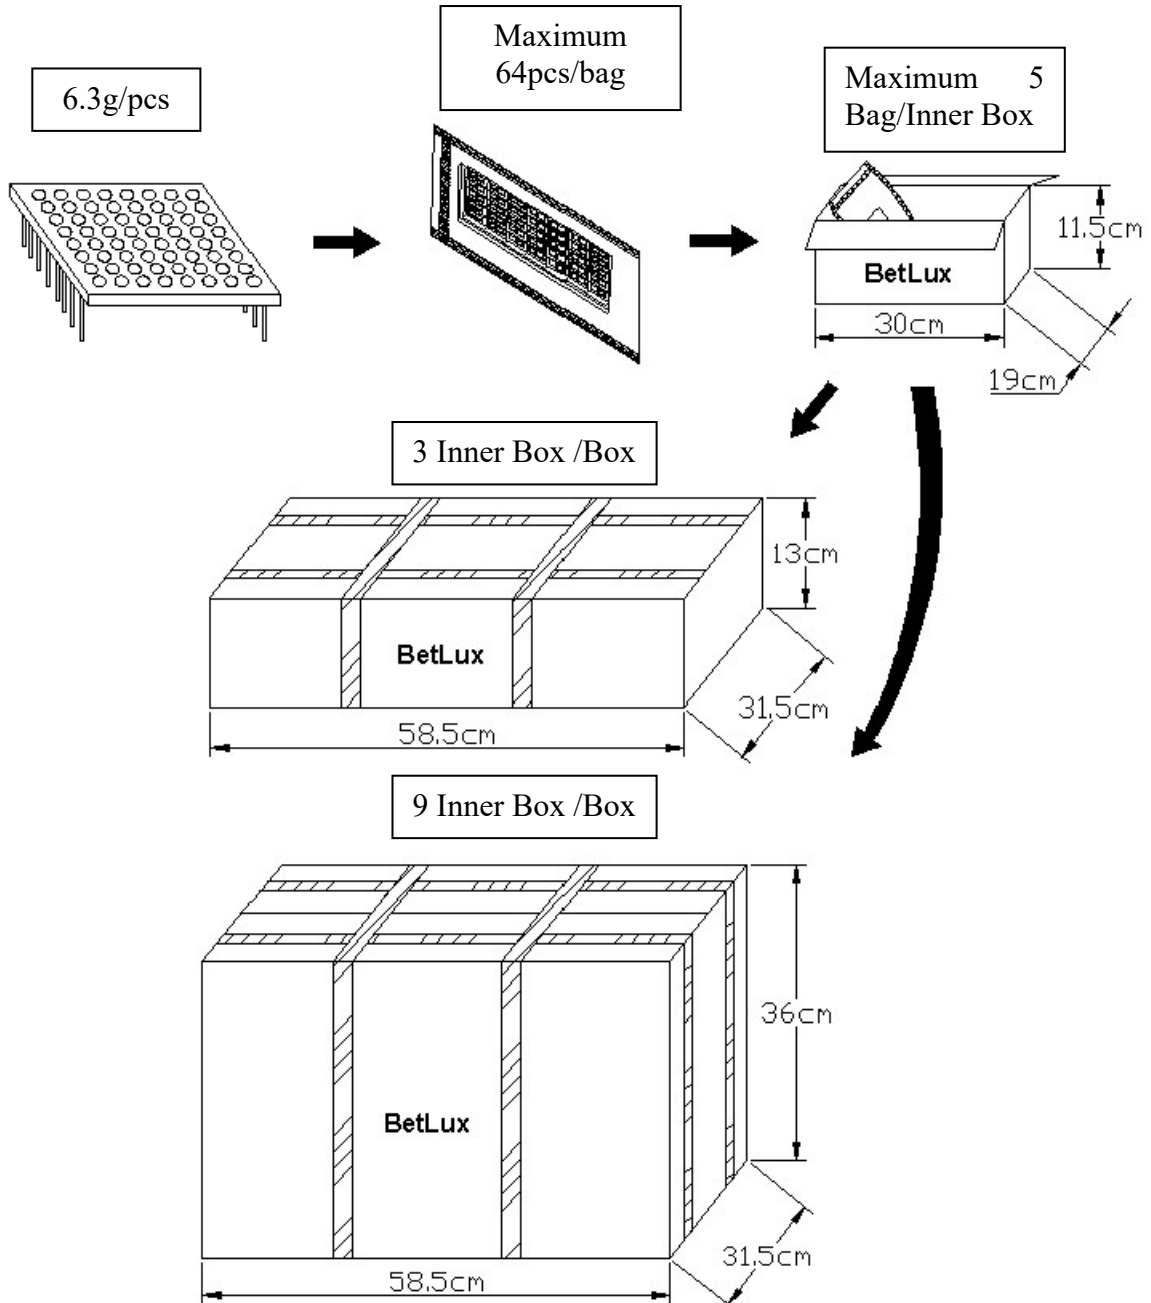 Maximum
64pcs/bag
6.3g/pcs
Maximum 5
Bag/Inner Box
11.5cm
BetLux
30cm
19cm
3 Inner Box /Box
13cm
BetLux
31.5cm
58.5cm
9 Inner Box /Box
36cm
BetLux
31.5cm
58.5cm